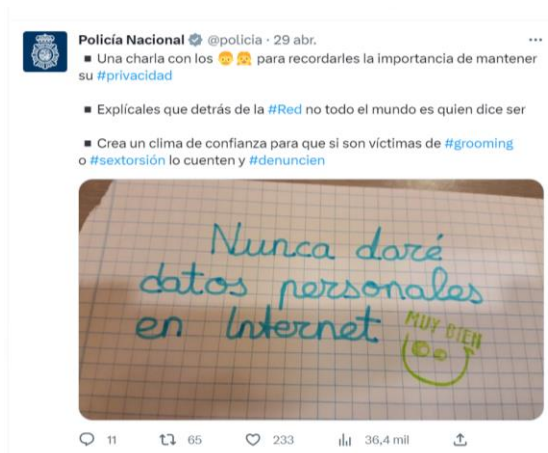 Policía Nacional @policia · 29 abr.
▪ Una charla con los 👦👧 para recordarles la importancia de mantener
su #privacidad
▪ Explícales que detrás de la #Red no todo el mundo es quien dice ser
▪ Crea un clima de confianza para que si son víctimas de #grooming
o #sextorsión lo cuenten y #denuncien
Nunca daré
datos personales
en Internet
MUY BIEN
11 65 233 36,4 mil